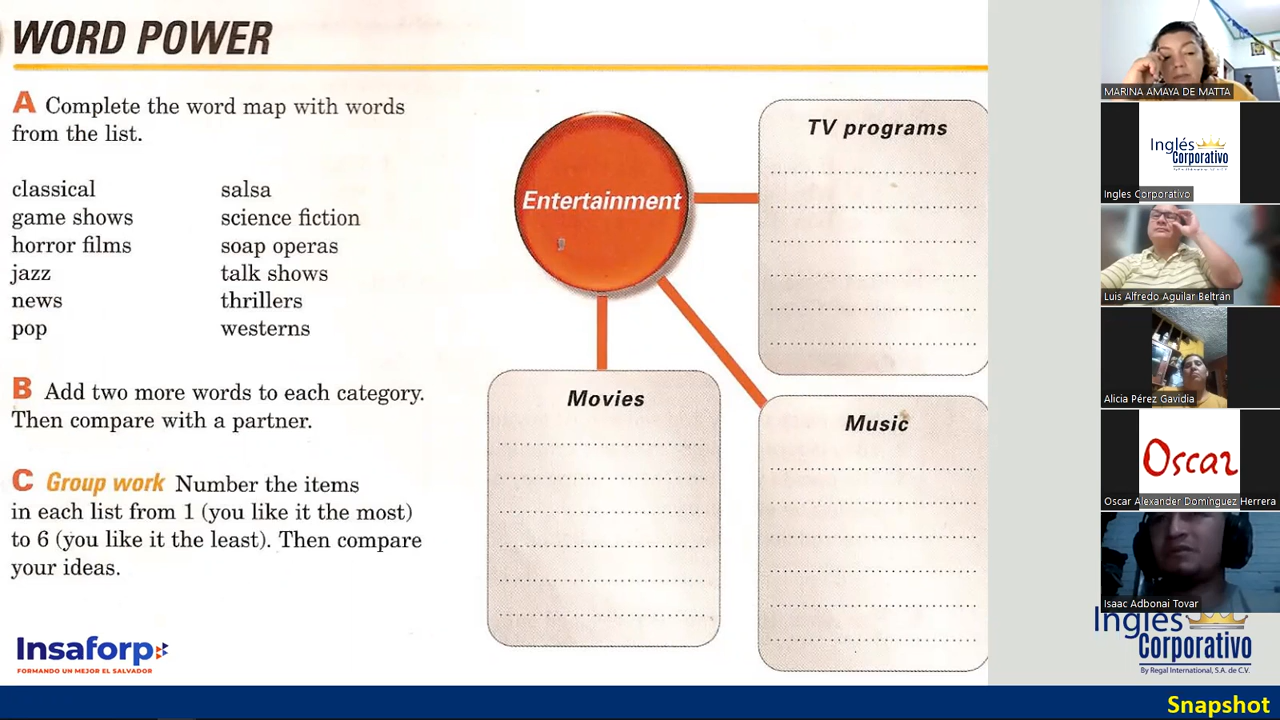 WORD POWER
A Complete the word map with words
from the list.
classical
game shows
horror films
jazz
news
pop
salsa
science fiction
soap operas
talk shows
thrillers
westerns
B Add two more words to each category.
Then compare with a partner.
C Group work Number the items
in each list from 1 (you like it the most)
to 6 (you like it the least). Then compare
your ideas.
Entertainment
TV programs
Movies
Music
Insaforp
FORMANDO UN MEJOR EL SALVADOR
MARINA AMAYA DE MATTA
Inglés
Corporativo
Ingles Corporativo
Luis Alfredo Aguilar Beltrán
Alicia Pérez Gavidia
Oscar
Oscar Alexander Domínguez Herrera
Isaac Adbonai Tovar
Inglés
Corporativo
By Regal International, S.A. de C.V.
Snapshot